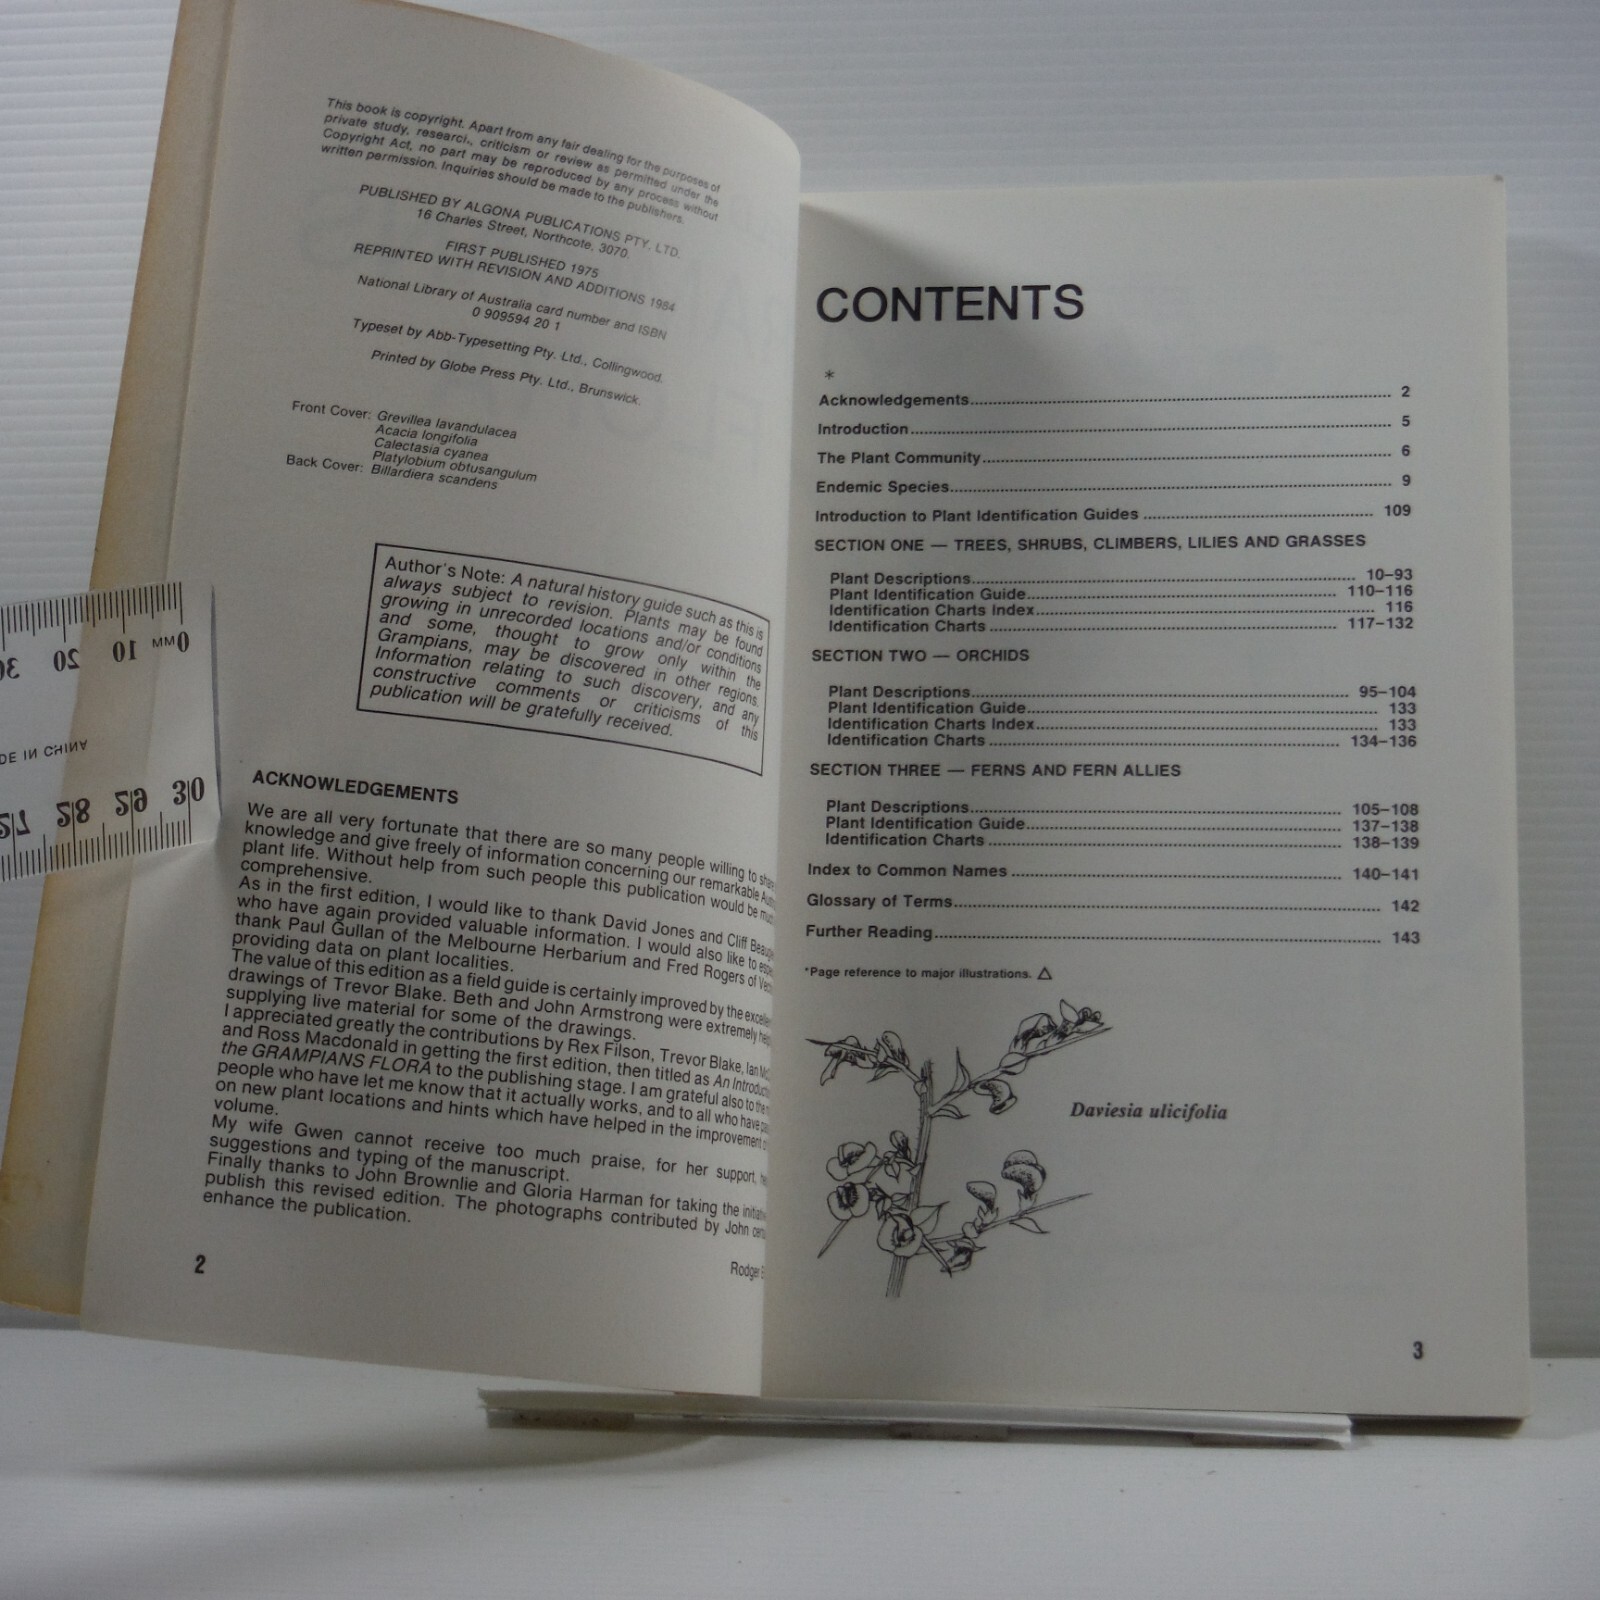 This book is copyright. Apart from any fair dealing for the purposes of
private study, research, criticism or review as permitted under the
Copyright Act, no part may be reproduced by any process without
written permission. Inquiries should be made to the publishers.
PUBLISHED BY ALGONA PUBLICATIONS PTY. LTD.
16 Charles Street, Northcote, 3070.
FIRST PUBLISHED 1975
REPRINTED WITH REVISION AND ADDITIONS 1984
National Library of Australia card number and ISBN
0 909594 20 1
Typeset by Abb-Typesetting Pty. Ltd., Collingwood.
Printed by Globe Press Pty. Ltd., Brunswick.
Front Cover: Grevillea lavandulacea
Acacia longifolia
Calectasia cyanea
Platylobium obtusangulum
Back Cover: Billardiera scandens
Author's Note: A natural history guide such as this is
always subject to revision. Plants may be found
growing in unrecorded locations and/or conditions
and some, thought to grow only within the
Grampians, may be discovered in other regions.
Information relating to such discovery, and any
constructive comments or criticisms of this
publication will be gratefully received.
ACKNOWLEDGEMENTS
We are all very fortunate that there are so many people willing to share
knowledge and give freely of information concerning our remarkable
plant life. Without help from such people this publication would be
comprehensive.
As in the first edition, I would like to thank David Jones and Cliff
who have again provided valuable information. I would also like to
thank Paul Gullan of the Melbourne Herbarium and Fred Rogers of
providing data on plant localities.
The value of this edition as a field guide is certainly improved by the
drawings of Trevor Blake. Beth and John Armstrong were extremely
supplying live material for some of the drawings.
I appreciated greatly the contributions by Rex Filson, Trevor Blake, Ian
and Ross Macdonald in getting the first edition, then titled as An
the GRAMPIANS FLORA to the publishing stage. I am grateful also to the
people who have let me know that it actually works, and to all who have
on new plant locations and hints which have helped in the improvement
volume.
My wife Gwen cannot receive too much praise, for her support,
suggestions and typing of the manuscript.
Finally thanks to John Brownlie and Gloria Harman for taking the
publish this revised edition. The photographs contributed by John
enhance the publication.
Rodger
2
0 MM 10 20 30
MADE IN CHINA
27 28 29 30
CONTENTS
*
Acknowledgements 2
Introduction 5
The Plant Community 6
Endemic Species 9
Introduction to Plant Identification Guides 109
SECTION ONE — TREES, SHRUBS, CLIMBERS, LILIES AND GRASSES
Plant Descriptions 10–93
Plant Identification Guide 110–116
Identification Charts Index 116
Identification Charts 117–132
SECTION TWO — ORCHIDS
Plant Descriptions 95–104
Plant Identification Guide 133
Identification Charts Index 133
Identification Charts 134–136
SECTION THREE — FERNS AND FERN ALLIES
Plant Descriptions 105–108
Plant Identification Guide 137–138
Identification Charts 138–139
Index to Common Names 140–141
Glossary of Terms 142
Further Reading 143
*Page reference to major illustrations. △
Daviesia ulicifolia
3